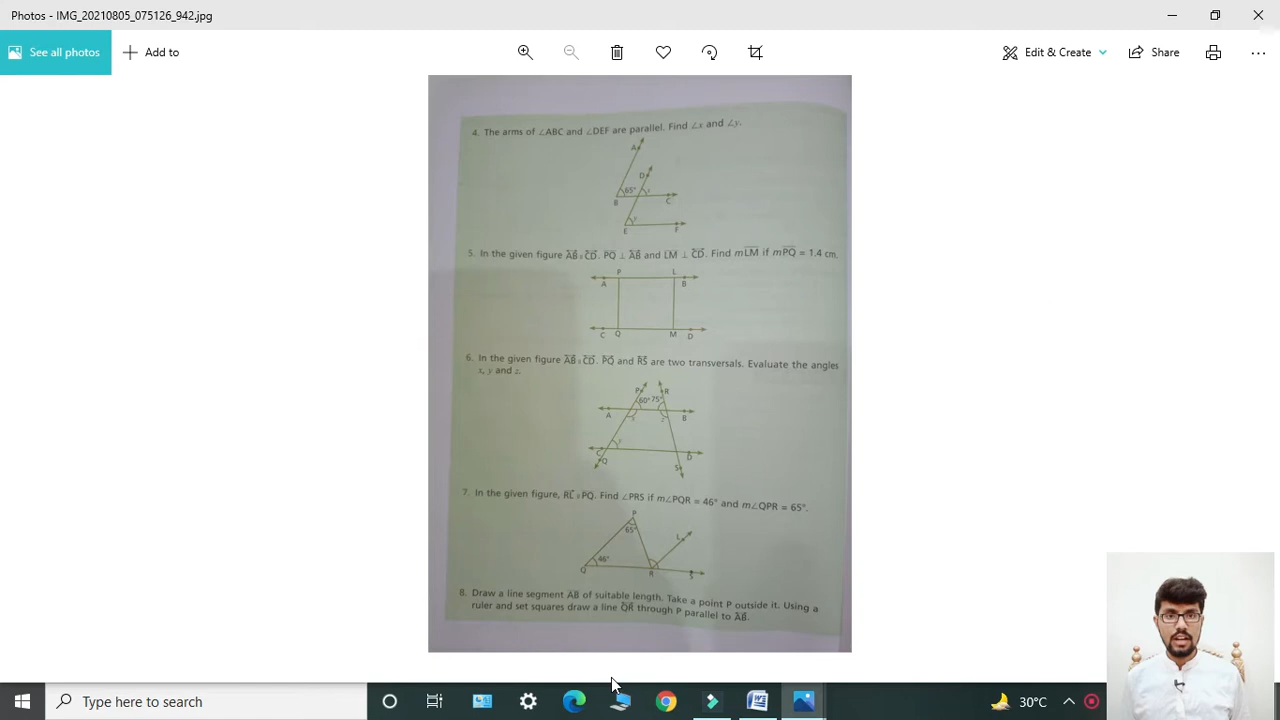 Photos - IMG_20210805_075126_942.jpg
See all photos
Add to
Edit & Create
Share
4. The arms of ∠ABC and ∠DEF are parallel. Find ∠x and ∠y.
A
D
65°
x
B
C
y
E
F
5. In the given figure AB ∥ CD. PQ ⊥ AB and LM ⊥ CD. Find mLM if mPQ = 1.4 cm.
P
L
A
B
C
Q
M
D
6. In the given figure AB ∥ CD. PQ and RS are two transversals. Evaluate the angles
x, y and z.
P
R
60°
75°
A
B
x
z
y
C
Q
D
S
7. In the given figure, RL ∥ PQ. Find ∠PRS if m∠PQR = 46° and m∠QPR = 65°.
P
65°
L
46°
Q
R
S
8. Draw a line segment AB of suitable length. Take a point P outside it. Using a
ruler and set squares draw a line QR through P parallel to AB.
Type here to search
30°C